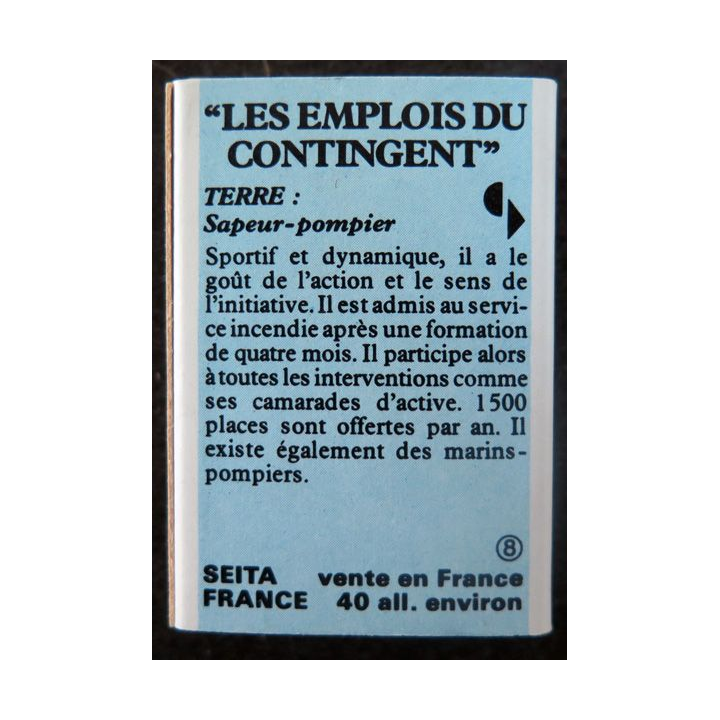 “LES EMPLOIS DU
CONTINGENT”
TERRE :
Sapeur-pompier
Sportif et dynamique, il a le
goût de l'action et le sens de
l'initiative. Il est admis au servi-
ce incendie après une formation
de quatre mois. Il participe alors
à toutes les interventions comme
ses camarades d'active. 1500
places sont offertes par an. Il
existe également des marins-
pompiers.
⑧
SEITA vente en France
FRANCE 40 all. environ